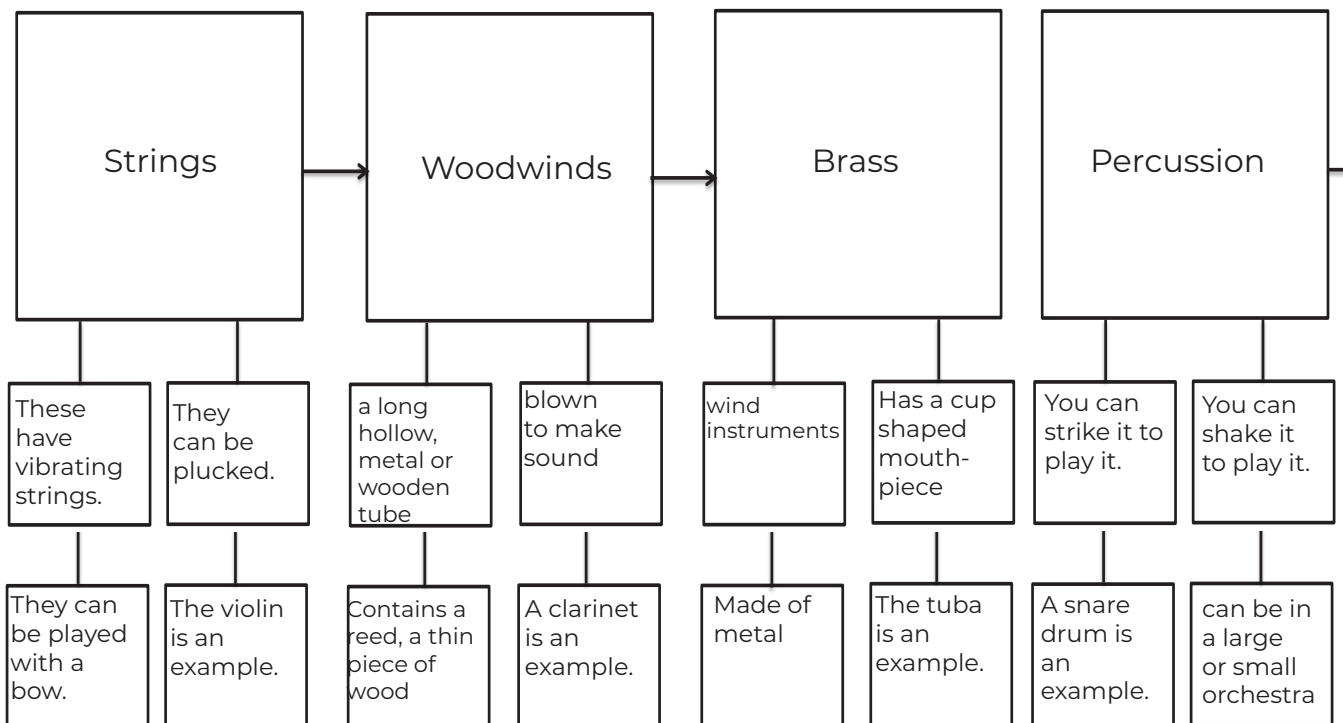 Strings
Woodwinds
Brass
Percussion
These
have
vibrating
strings.
They
can be
plucked.
a long
hollow,
metal or
wooden
tube
blown
to make
sound
wind
instruments
Has a cup
shaped
mouth-
piece
You can
strike it to
play it.
You can
shake it
to play it.
They can
be played
with a
bow.
The violin
is an
example.
Contains a
reed, a thin
piece of
wood
A clarinet
is an
example.
Made of
metal
The tuba
is an
example.
A snare
drum is
an
example.
can be in
a large
or small
orchestra